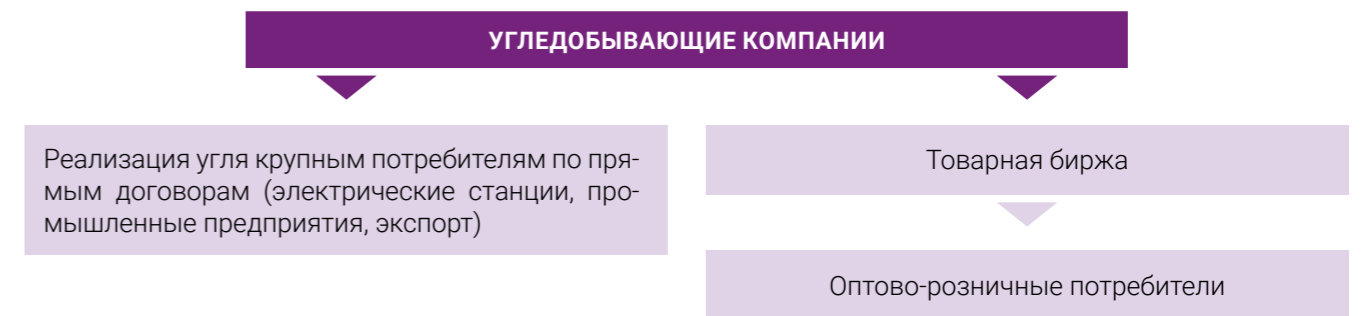 УГЛЕДОБЫВАЮЩИЕ КОМПАНИИ
Реализация угля крупным потребителям по пря-
мым договорам (электрические станции, про-
мышленные предприятия, экспорт)
Товарная биржа
Оптово-розничные потребители